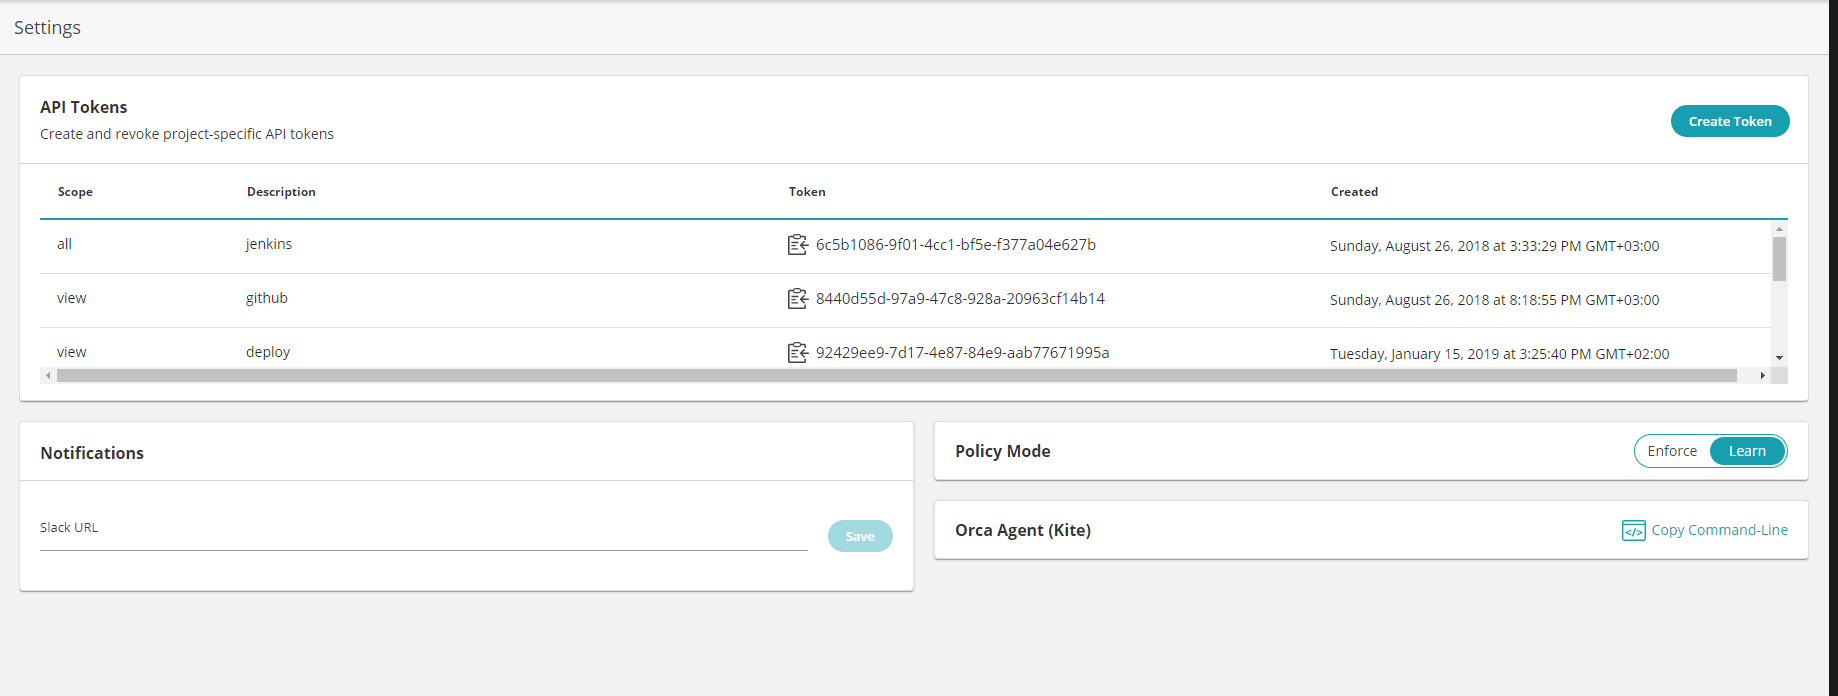 Settings
API Tokens
Create and revoke project-specific API tokens
Create Token
Scope Description Token Created
all jenkins 6c5b1086-9f01-4cc1-bf5e-f377a04e627b Sunday, August 26, 2018 at 3:33:29 PM GMT+03:00
view github 8440d55d-97a9-47c8-928a-20963cf14b14 Sunday, August 26, 2018 at 8:18:55 PM GMT+03:00
view deploy 92429ee9-7d17-4e87-84e9-aab77671995a Tuesday, January 15, 2019 at 3:25:40 PM GMT+02:00
Notifications
Slack URL
Save
Policy Mode
Enforce Learn
Orca Agent (Kite)
Copy Command-Line